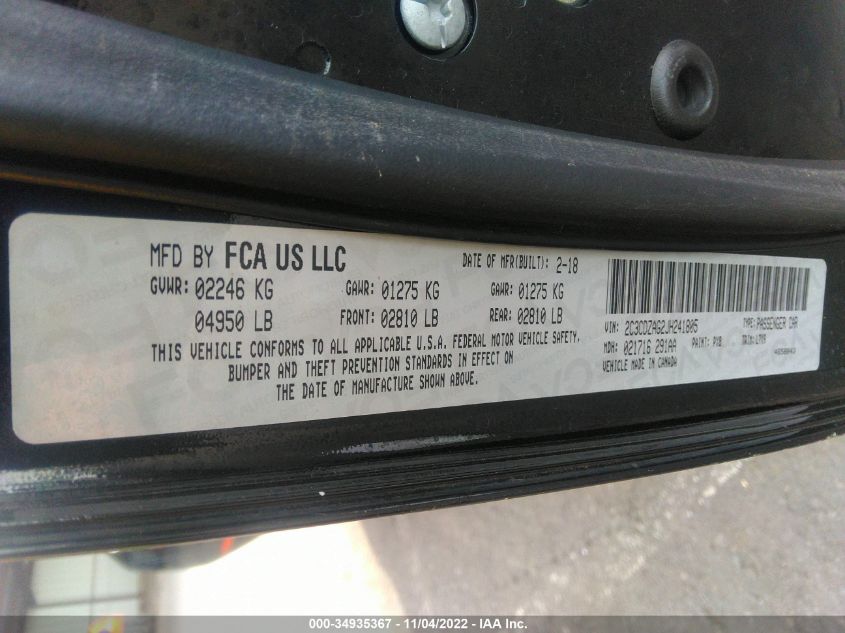 MFD BY FCA US LLC DATE OF MFR(BUILT): 2-18
GVWR: 02246 KG GAWR: 01275 KG GAWR: 01275 KG
04950 LB FRONT: 02810 LB REAR: 02810 LB
THIS VEHICLE CONFORMS TO ALL APPLICABLE U.S.A. FEDERAL MOTOR VEHICLE SAFETY,
BUMPER AND THEFT PREVENTION STANDARDS IN EFFECT ON
THE DATE OF MANUFACTURE SHOWN ABOVE.
VIN: 2C3CDZAG2JH241805 TYPE: PASSENGER CAR
MDH: 021716 291AA PAINT: PX8 TRIM:
VEHICLE MADE IN CANADA
000-34935367 - 11/04/2022 - IAA Inc.